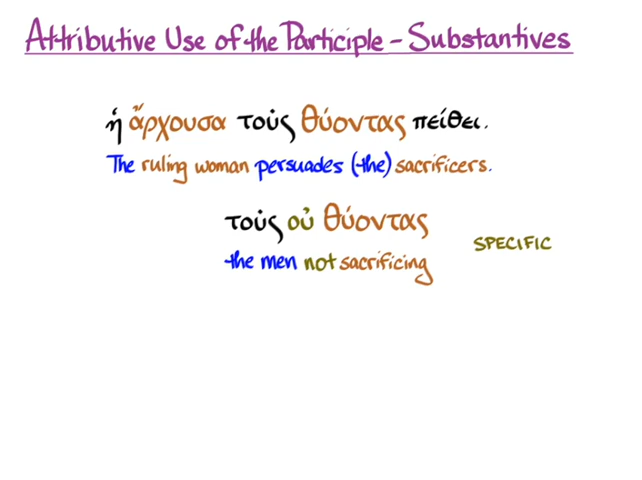 Attributive Use of the Participle - Substantives
ἡ ἄρχουσα τοὺς θύοντας πείθει.
The ruling woman persuades (the) sacrificers.
τοὺς οὐ θύοντας
the men not sacrificing
SPECIFIC